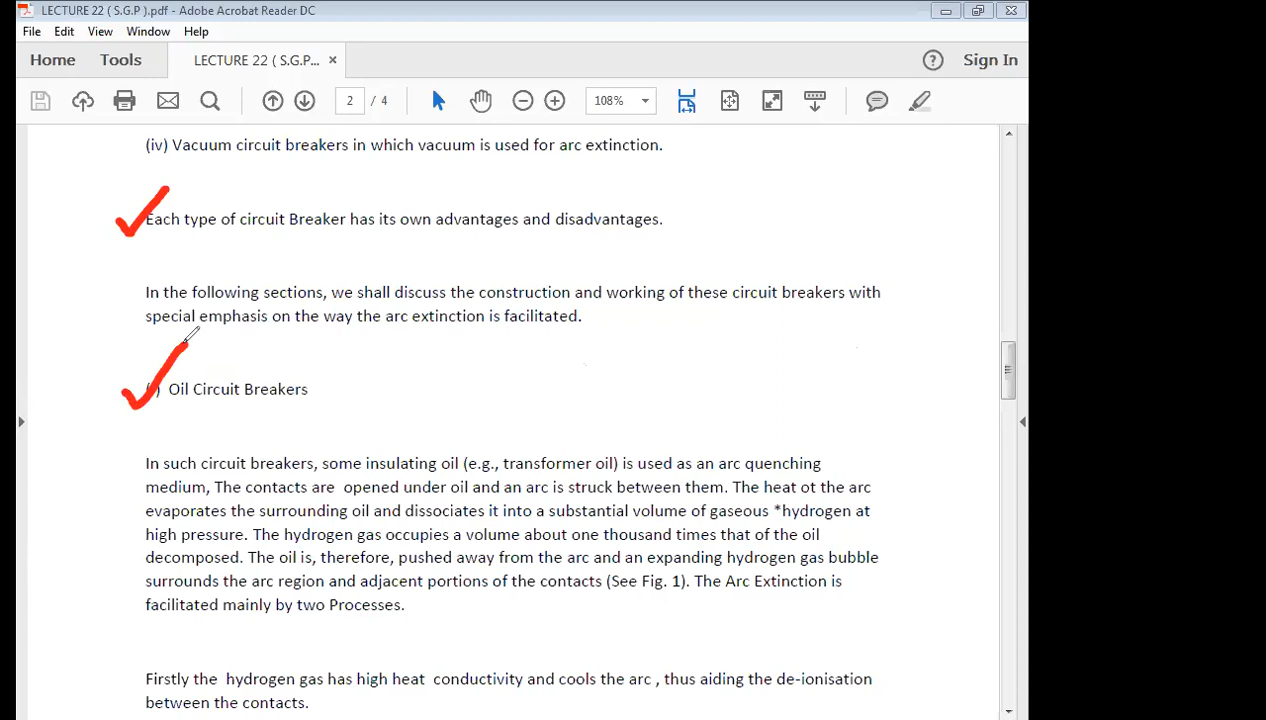 LECTURE 22 ( S.G.P ).pdf - Adobe Acrobat Reader DC
File Edit View Window Help
Home Tools LECTURE 22 ( S.G.P... × ? Sign In
2 / 4 108%
(iv) Vacuum circuit breakers in which vacuum is used for arc extinction.
Each type of circuit Breaker has its own advantages and disadvantages.
In the following sections, we shall discuss the construction and working of these circuit breakers with
special emphasis on the way the arc extinction is facilitated.
Oil Circuit Breakers
In such circuit breakers, some insulating oil (e.g., transformer oil) is used as an arc quenching
medium, The contacts are opened under oil and an arc is struck between them. The heat ot the arc
evaporates the surrounding oil and dissociates it into a substantial volume of gaseous *hydrogen at
high pressure. The hydrogen gas occupies a volume about one thousand times that of the oil
decomposed. The oil is, therefore, pushed away from the arc and an expanding hydrogen gas bubble
surrounds the arc region and adjacent portions of the contacts (See Fig. 1). The Arc Extinction is
facilitated mainly by two Processes.
Firstly the hydrogen gas has high heat conductivity and cools the arc , thus aiding the de-ionisation
between the contacts.